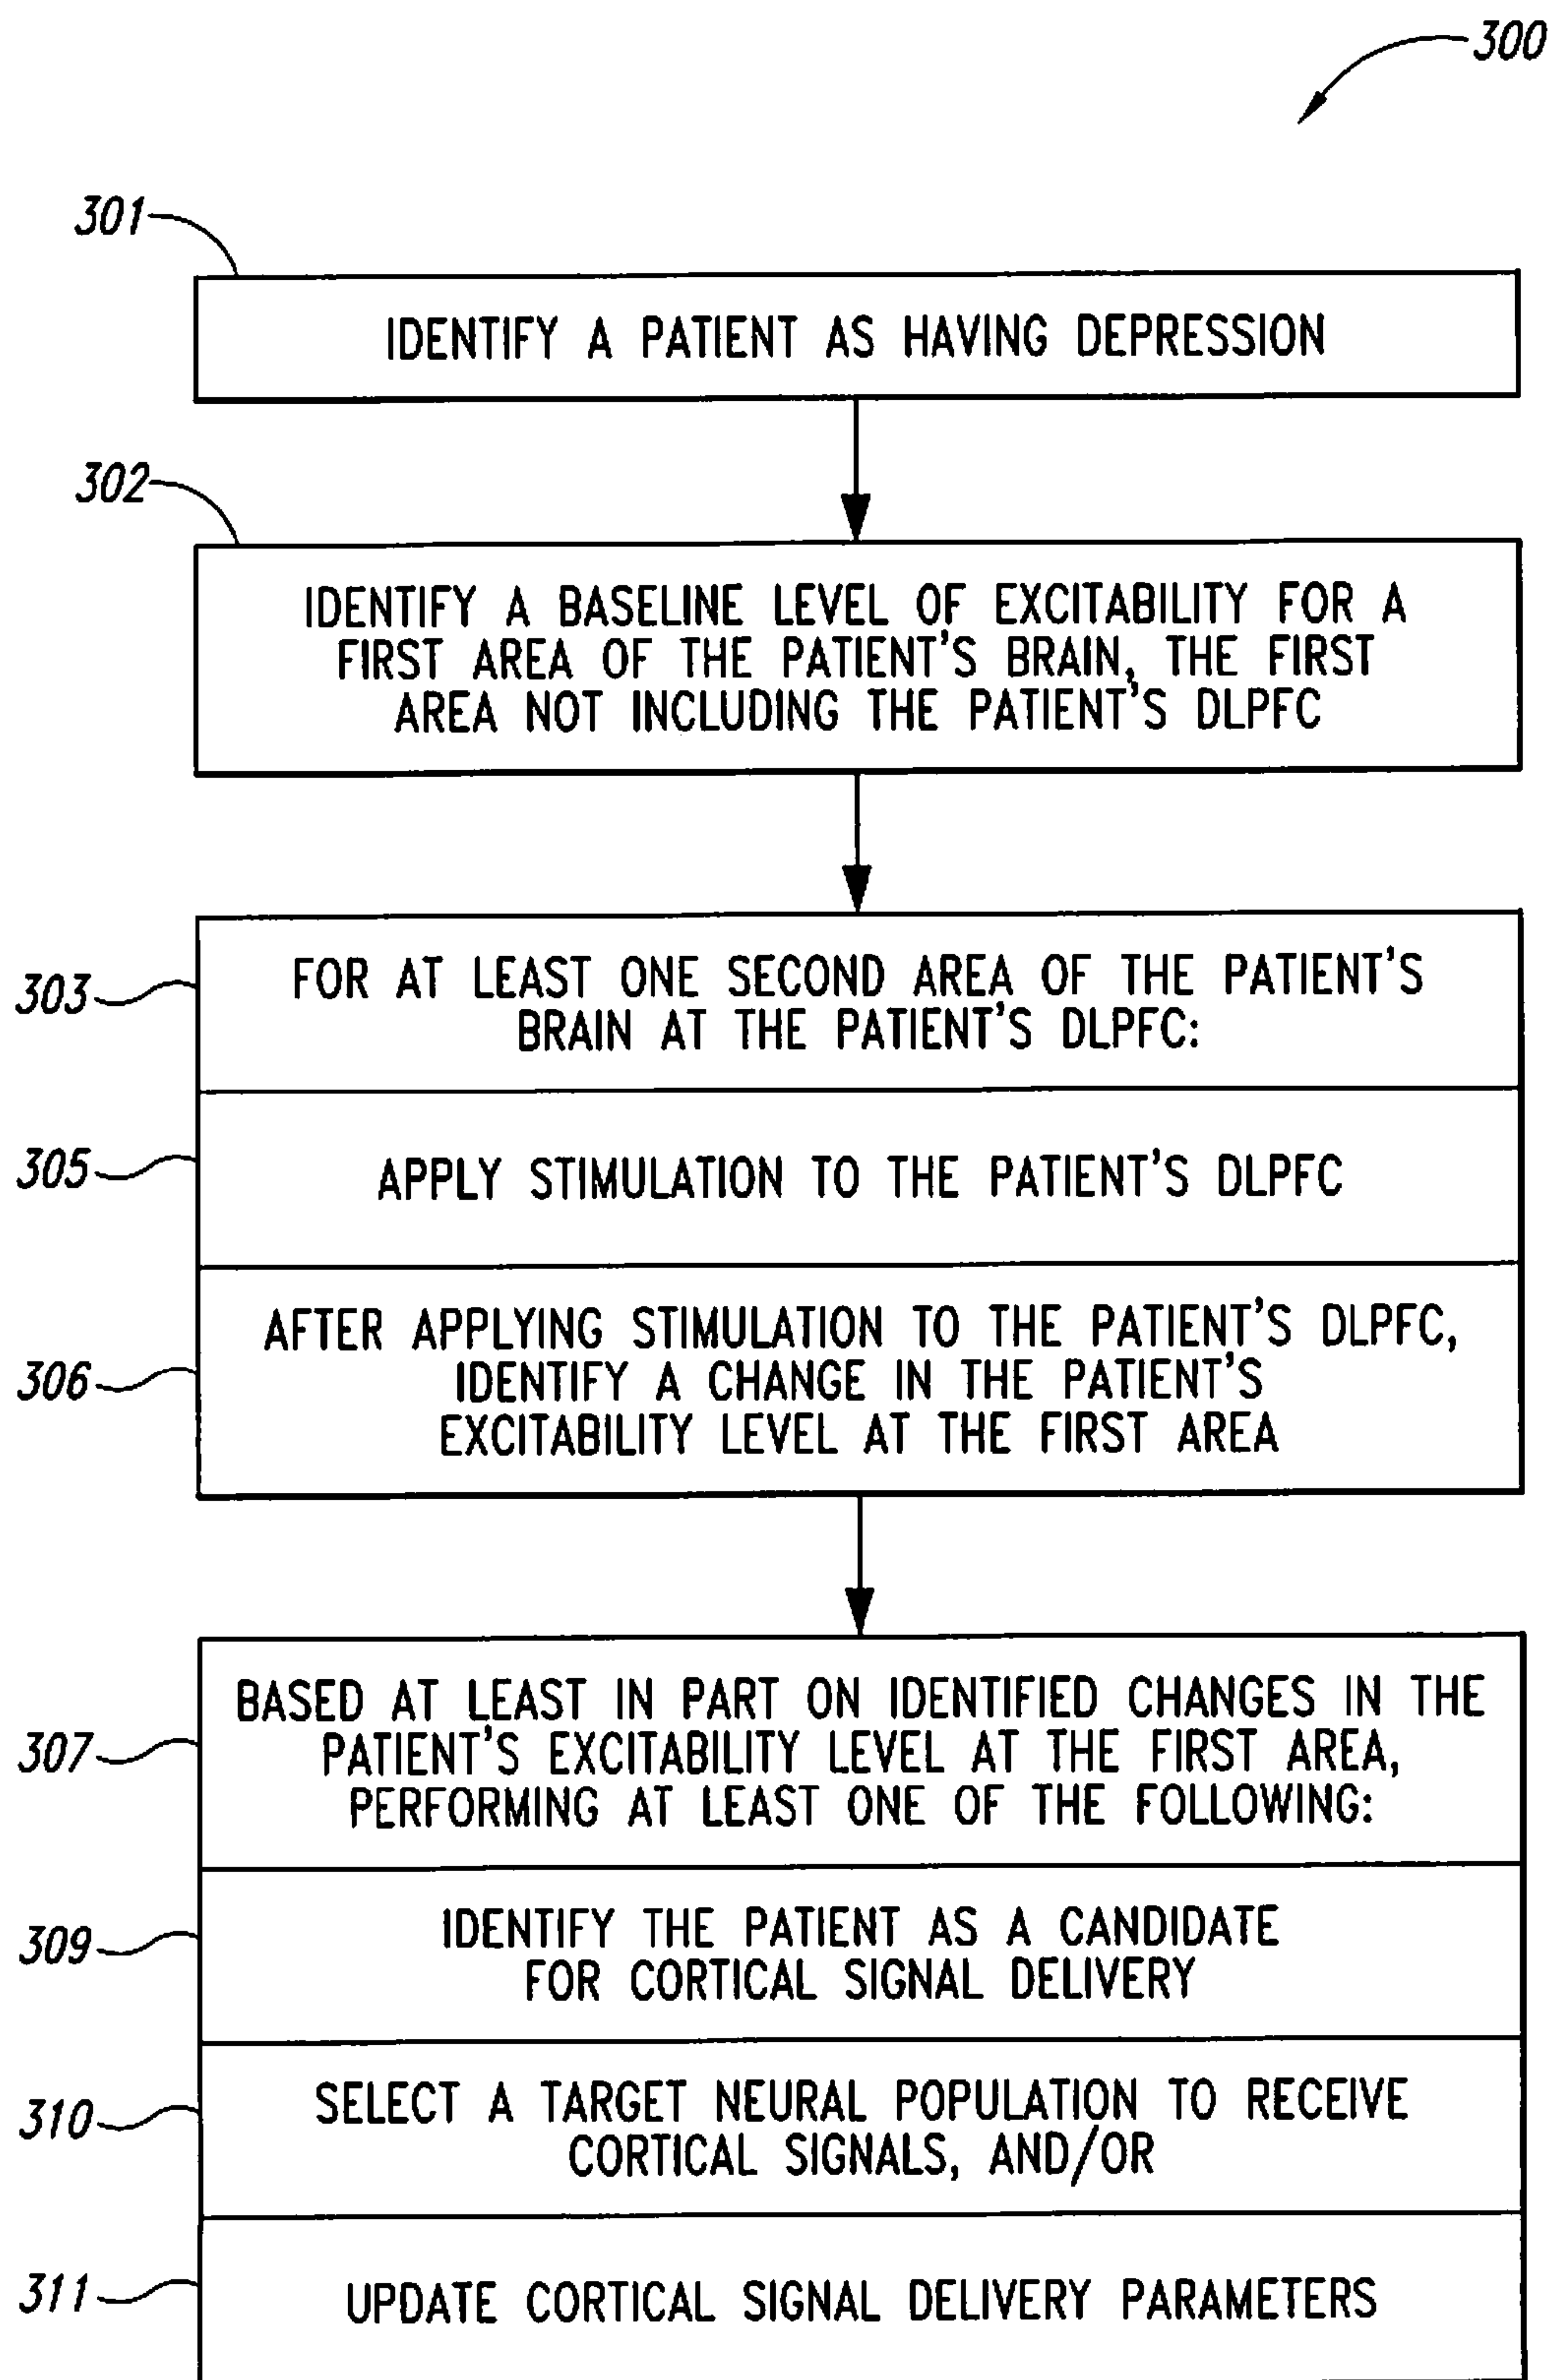 300
301
IDENTIFY A PATIENT AS HAVING DEPRESSION
302
IDENTIFY A BASELINE LEVEL OF EXCITABILITY FOR A
FIRST AREA OF THE PATIENT'S BRAIN, THE FIRST
AREA NOT INCLUDING THE PATIENT'S DLPFC
303
FOR AT LEAST ONE SECOND AREA OF THE PATIENT'S
BRAIN AT THE PATIENT'S DLPFC:
305
APPLY STIMULATION TO THE PATIENT'S DLPFC
306
AFTER APPLYING STIMULATION TO THE PATIENT'S DLPFC,
IDENTIFY A CHANGE IN THE PATIENT'S
EXCITABILITY LEVEL AT THE FIRST AREA
307
BASED AT LEAST IN PART ON IDENTIFIED CHANGES IN THE
PATIENT'S EXCITABILITY LEVEL AT THE FIRST AREA,
PERFORMING AT LEAST ONE OF THE FOLLOWING:
309
IDENTIFY THE PATIENT AS A CANDIDATE
FOR CORTICAL SIGNAL DELIVERY
310
SELECT A TARGET NEURAL POPULATION TO RECEIVE
CORTICAL SIGNALS, AND/OR
311
UPDATE CORTICAL SIGNAL DELIVERY PARAMETERS